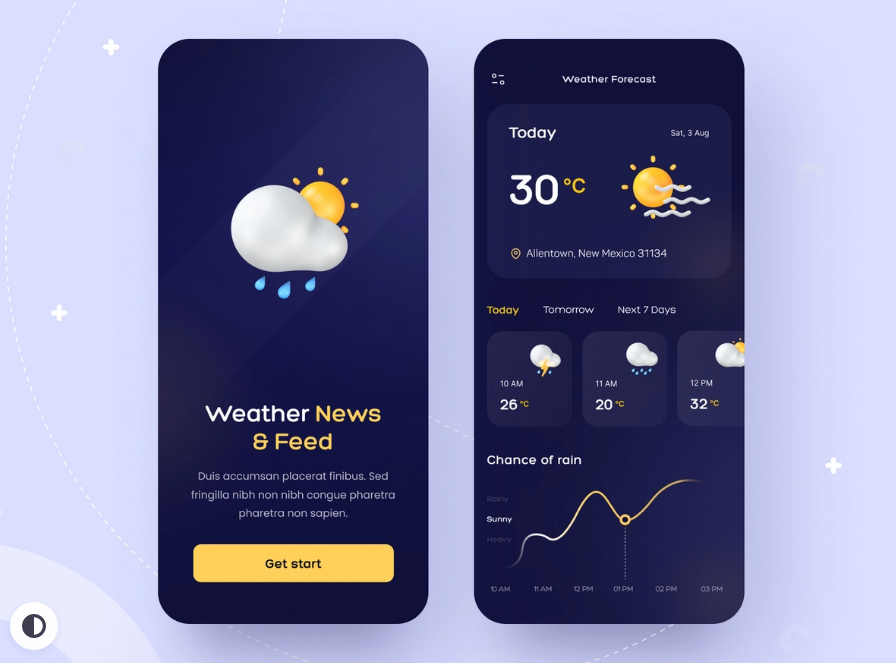 Weather News
& Feed
Duis accumsan placerat finibus. Sed
fringilla nibh non nibh congue pharetra
pharetra non sapien.
Get start
Weather Forecast
Today
Sat, 3 Aug
30 °C
Allentown, New Mexico 31134
Today Tomorrow Next 7 Days
10 AM
26 °C
11 AM
20 °C
12 PM
32 °C
Chance of rain
Rainy
Sunny
Heavy
10 AM 11 AM 12 PM 01 PM 02 PM 03 PM